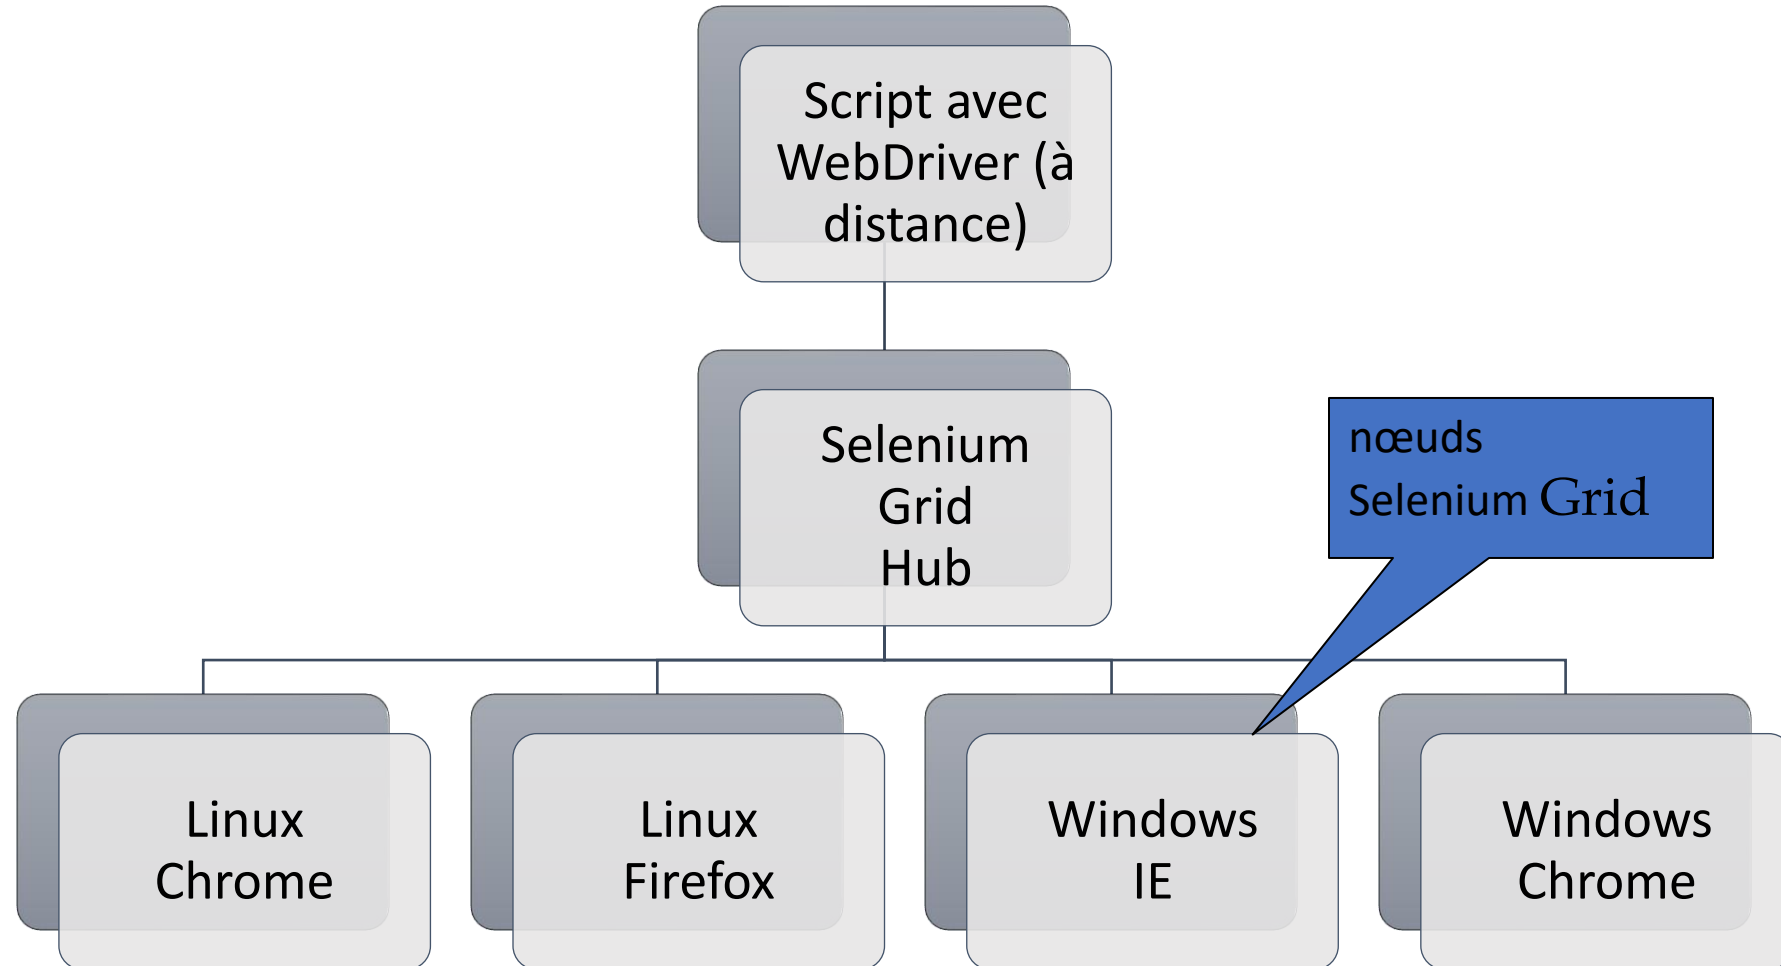 Script avec
WebDriver (à
distance)
Selenium
Grid
Hub
nœuds
Selenium Grid
Linux
Chrome
Linux
Firefox
Windows
IE
Windows
Chrome